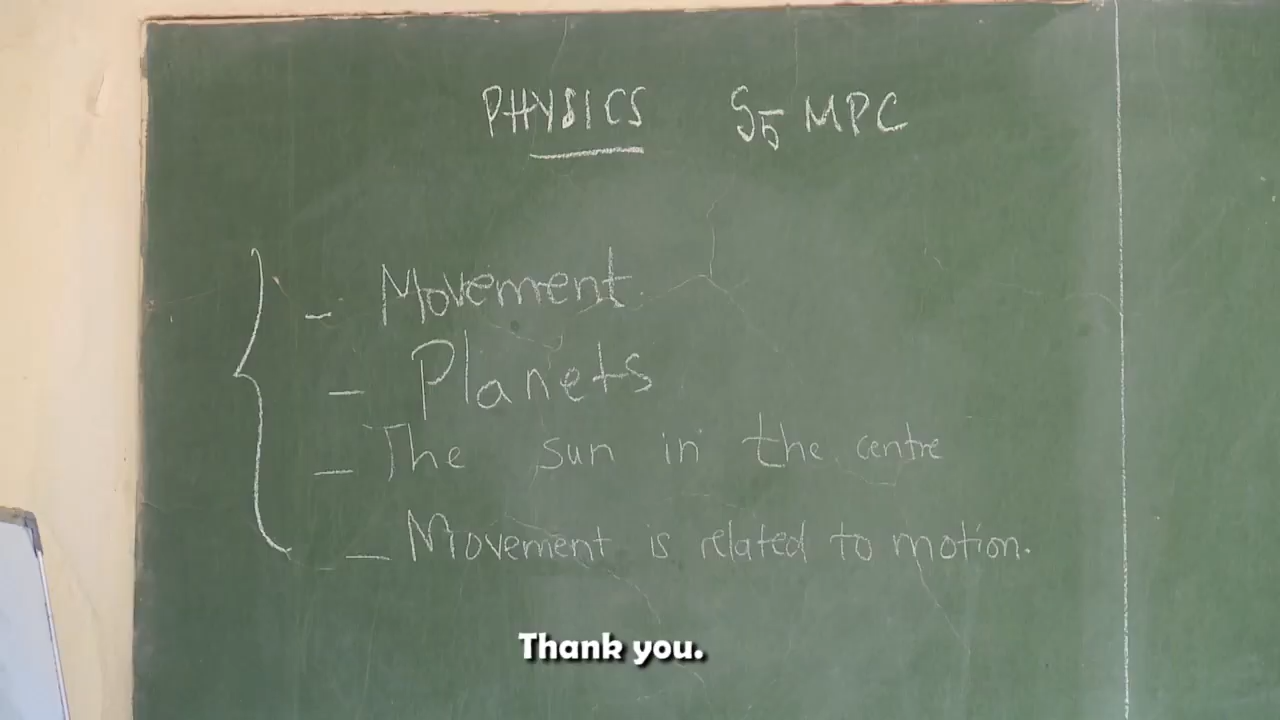 PHYSICS S5 MPC
- Movement
- Planets
- The sun in the centre
- Movement is related to motion.
Thank you.